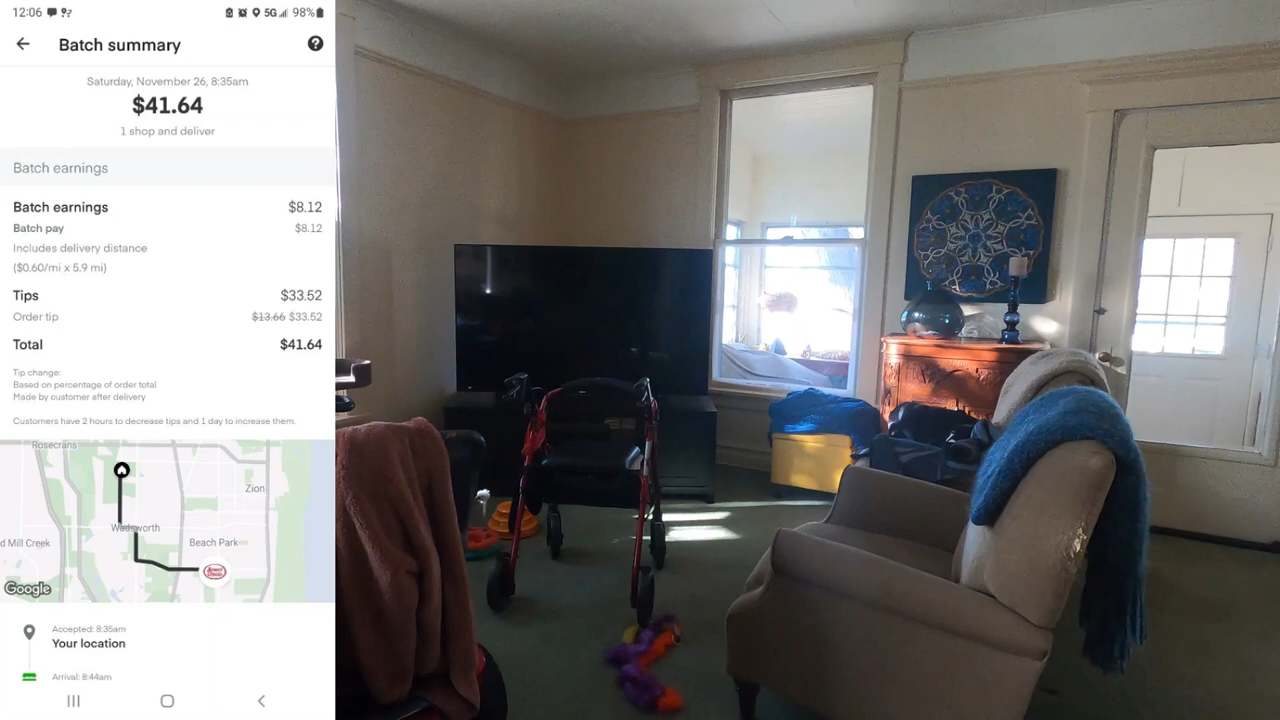 12:06
5G
98%
Batch summary
Saturday, November 26, 8:35am
$41.64
1 shop and deliver
Batch earnings
Batch earnings $8.12
Batch pay $8.12
Includes delivery distance
($0.60/mi x 5.9 mi)
Tips $33.52
Order tip $13.66 $33.52
Total $41.64
Tip change:
Based on percentage of order total
Made by customer after delivery
Customers have 2 hours to decrease tips and 1 day to increase them.
Rosecrans
Zion
Wadsworth
d Mill Creek
Beach Park
Google
Accepted: 8:35am
Your location
Arrival: 8:44am